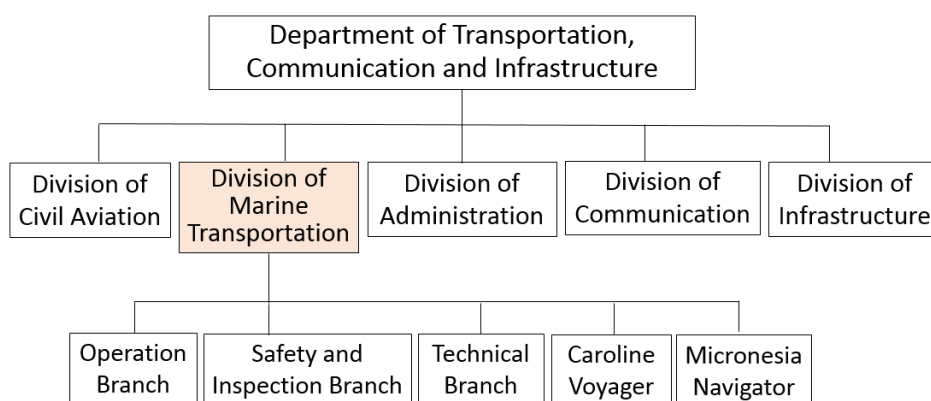 Department of Transportation,
Communication and Infrastructure
Division of
Civil Aviation
Division of
Marine
Transportation
Division of
Administration
Division of
Communication
Division of
Infrastructure
Operation
Branch
Safety and
Inspection Branch
Technical
Branch
Caroline
Voyager
Micronesia
Navigator